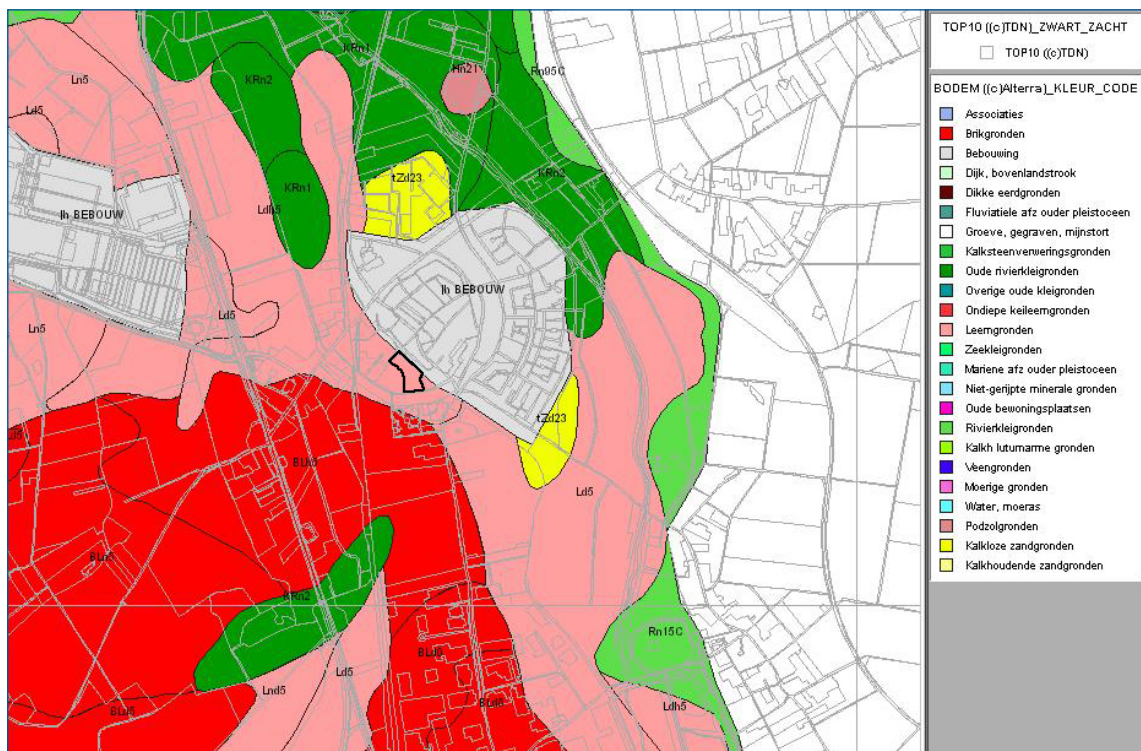 TOP10 ((c)TDN)_ZWART_ZACHT
TOP10 ((c)TDN)
BODEM ((c)Alterra)_KLEUR_CODE
Associaties
Brikgronden
Bebouwing
Dijk, bovenlandstrook
Dikke eerdgronden
Fluviatiele afz ouder pleistoceen
Groeve, gegraven, mijnstort
Kalksteenverweringsgronden
Oude rivierkleigronden
Overige oude kleigronden
Ondiepe keileemgronden
Leemgronden
Zeekleigronden
Mariene afz ouder pleistoceen
Niet-gerijpte minerale gronden
Oude bewoningsplaatsen
Rivierkleigronden
Kalkh lutumarme gronden
Veengronden
Moerige gronden
Water, moeras
Podzolgronden
Kalkloze zandgronden
Kalkhoudende zandgronden
KRn1
Ln5
KRn2
Hn21
Rn95C
Ld5
tZd23
KRn2
KRn1
Ldh5
|h BEBOUW
|h BEBOUW
Ld5
Ln5
tZd23
BLd5
Ld5
BLn5
KRn2
Rn15C
Ld5
BLd5
Lnd5
BLd5
BLd5
Ldh5